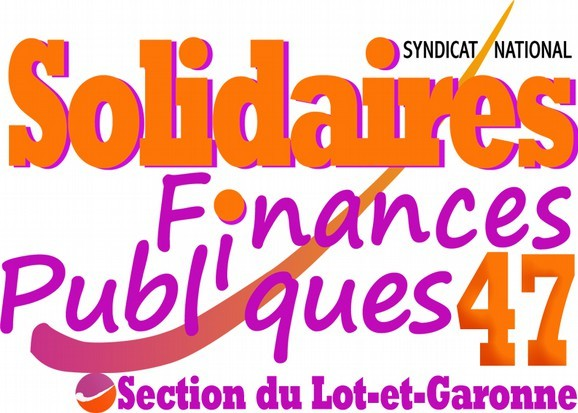 SYNDICAT NATIONAL
Solidaires
Finances
Publiques 47
Section du Lot-et-Garonne